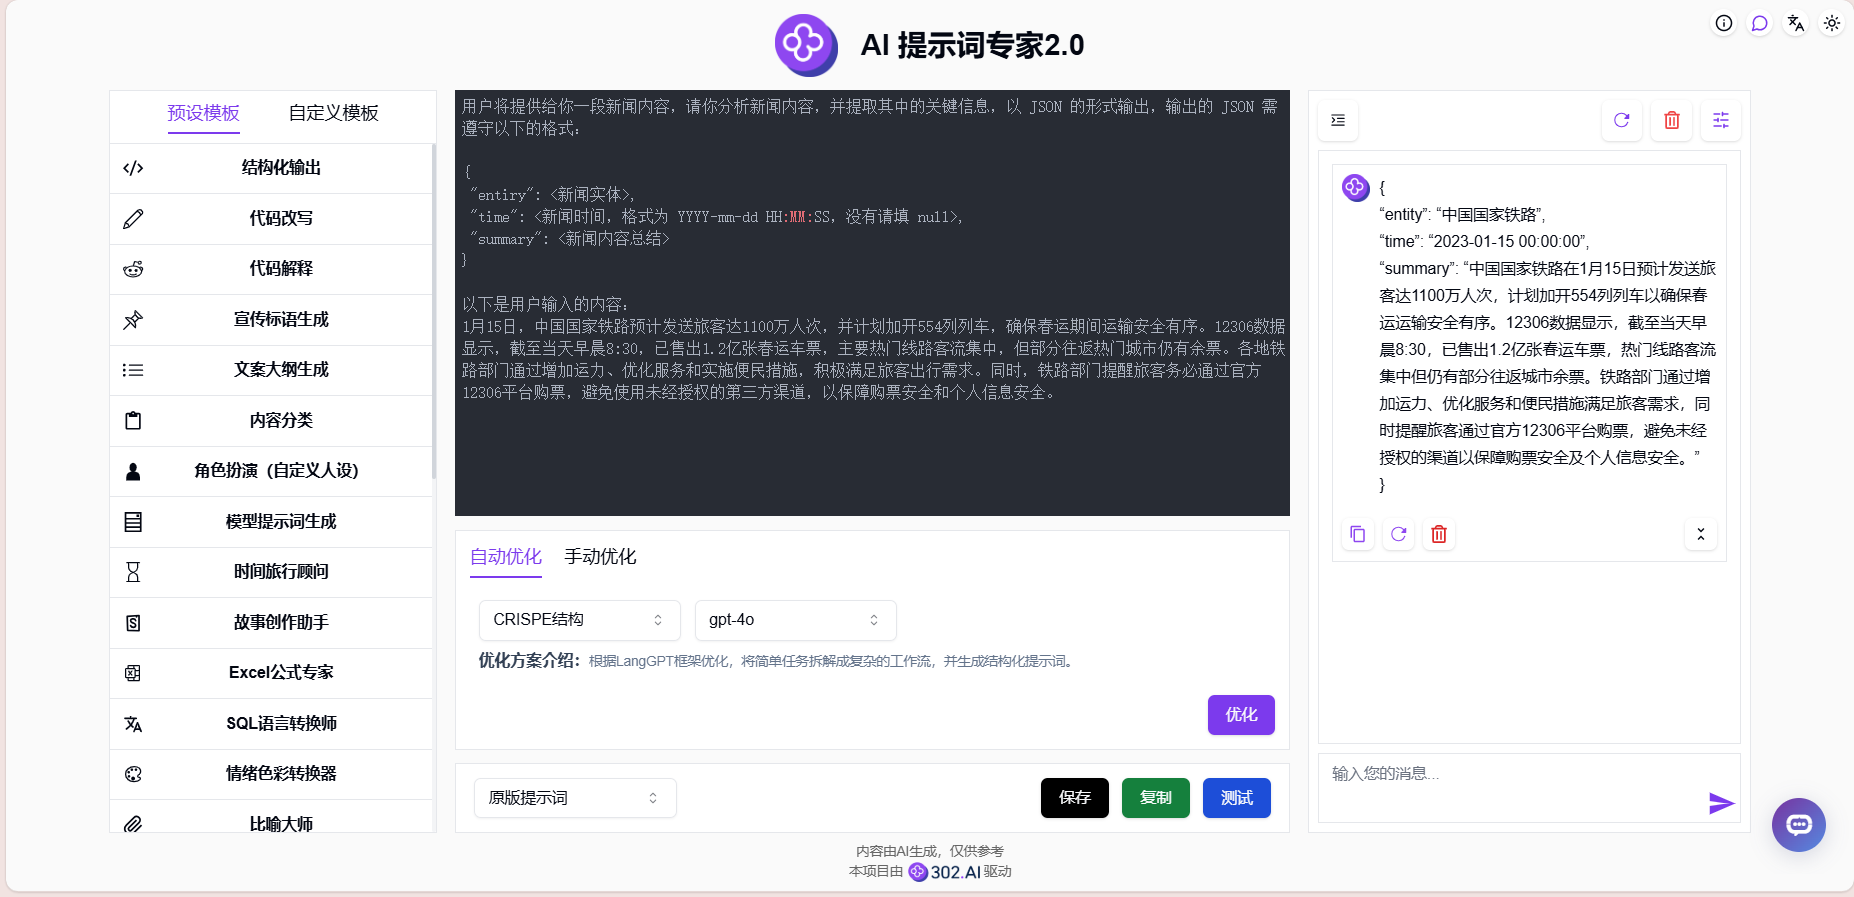 AI 提示词专家2.0
预设模板
自定义模板
结构化输出
代码改写
代码解释
宣传标语生成
文案大纲生成
内容分类
角色扮演（自定义人设）
模型提示词生成
时间旅行顾问
故事创作助手
Excel公式专家
SQL语言转换师
情绪色彩转换器
比喻大师
用户将提供给你一段新闻内容，请你分析新闻内容，并提取其中的关键信息，以 JSON 的形式输出，输出的 JSON 需
遵守以下的格式：
{
"entiry": <新闻实体>,
"time": <新闻时间，格式为 YYYY-mm-dd HH:MM:SS，没有请填 null>,
"summary": <新闻内容总结>
}
以下是用户输入的内容：
1月15日，中国国家铁路预计发送旅客达1100万人次，并计划加开554列列车，确保春运期间运输安全有序。12306数据
显示，截至当天早晨8:30，已售出1.2亿张春运车票，主要热门线路客流集中，但部分往返热门城市仍有余票。各地铁
路部门通过增加运力、优化服务和实施便民措施，积极满足旅客出行需求。同时，铁路部门提醒旅客务必通过官方
12306平台购票，避免使用未经授权的第三方渠道，以保障购票安全和个人信息安全。
自动优化
手动优化
CRISPE结构
gpt-4o
优化方案介绍：根据LangGPT框架优化，将简单任务拆解成复杂的工作流，并生成结构化提示词。
优化
原版提示词
保存
复制
测试
{
“entity”: “中国国家铁路”,
“time”: “2023-01-15 00:00:00”,
“summary”: “中国国家铁路在1月15日预计发送旅
客达1100万人次，计划加开554列列车以确保春
运运输安全有序。12306数据显示，截至当天早
晨8:30，已售出1.2亿张春运车票，热门线路客流
集中但仍有部分往返城市余票。铁路部门通过增
加运力、优化服务和便民措施满足旅客需求，同
时提醒旅客通过官方12306平台购票，避免未经
授权的渠道以保障购票安全及个人信息安全。”
}
输入您的消息...
内容由AI生成，仅供参考
本项目由 302.AI 驱动